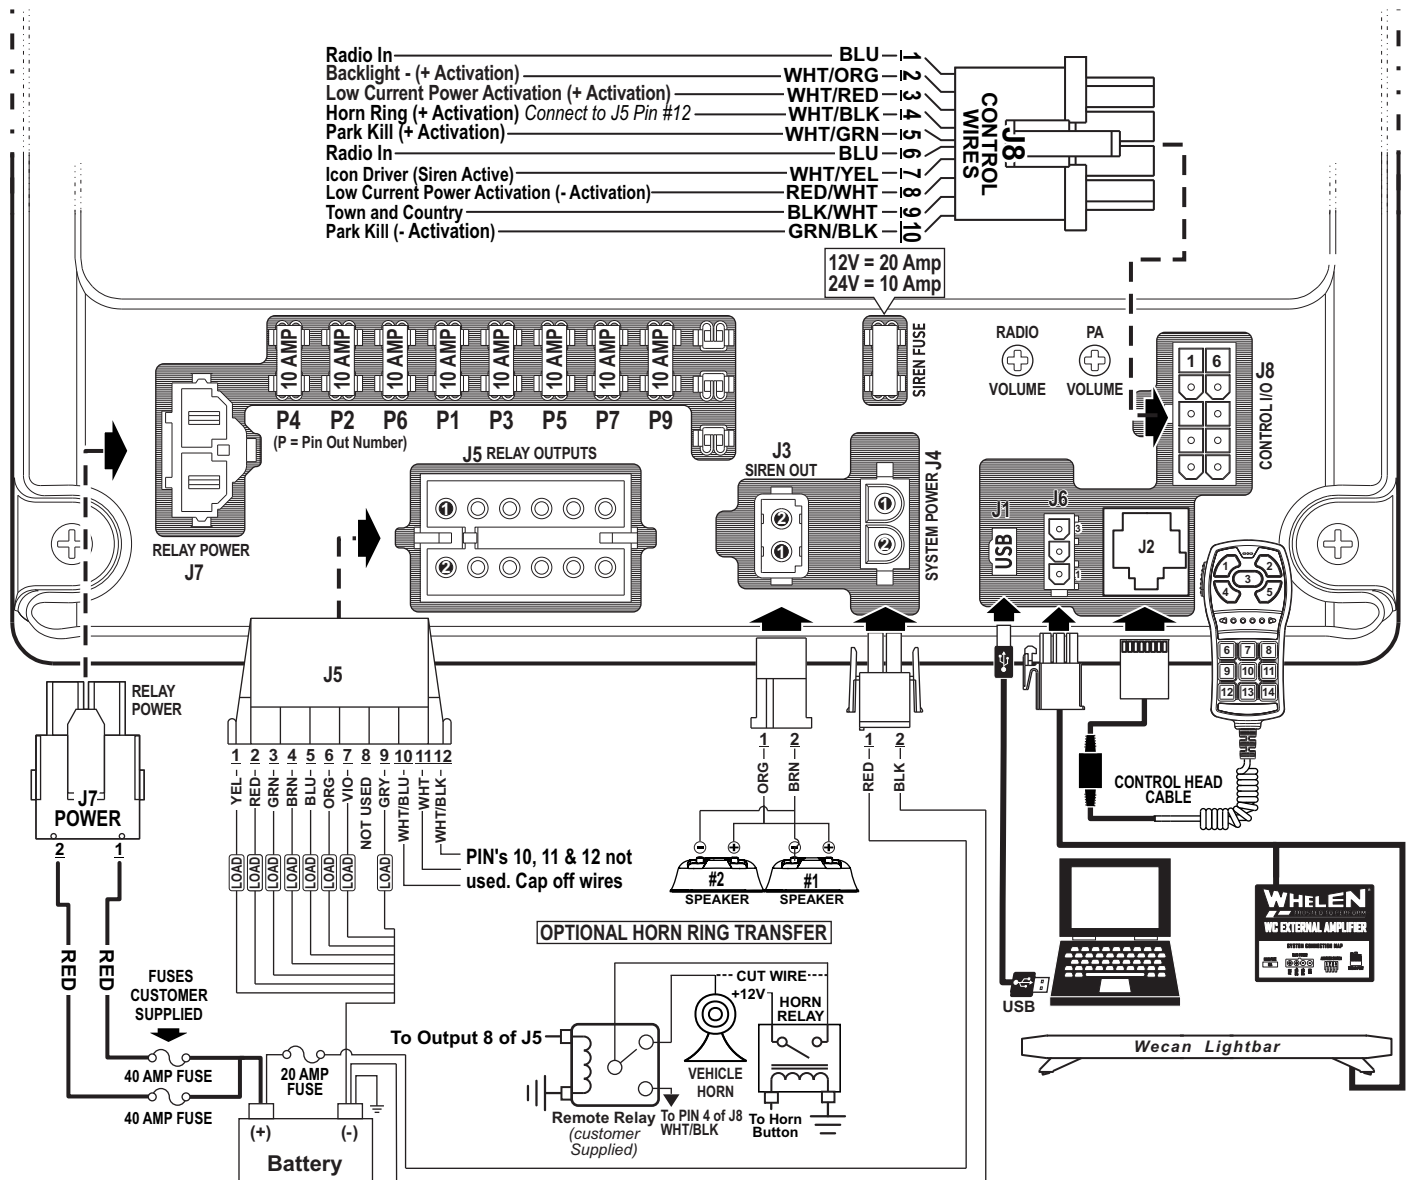 Radio In BLU 1
Backlight - (+ Activation) WHT/ORG 2
Low Current Power Activation (+ Activation) WHT/RED 3
Horn Ring (+ Activation) Connect to J5 Pin #12 WHT/BLK 4
Park Kill (+ Activation) WHT/GRN 5
Radio In BLU 6
Icon Driver (Siren Active) WHT/YEL 7
Low Current Power Activation (- Activation) RED/WHT 8
Town and Country BLK/WHT 9
Park Kill (- Activation) GRN/BLK 10
J8
CONTROL
WIRES
12V = 20 Amp
24V = 10 Amp
10 AMP 10 AMP 10 AMP 10 AMP 10 AMP 10 AMP 10 AMP 10 AMP
P4 P2 P6 P1 P3 P5 P7 P9
(P = Pin Out Number)
SIREN FUSE
RADIO
VOLUME
PA
VOLUME
1 6
J8
CONTROL I/O
RELAY POWER
J7
J5 RELAY OUTPUTS
1
2
J3
SIREN OUT
2
1
SYSTEM POWER J4
1
2
J1
USB
J6
3
1
J2
1 2
3
4 5
6 7 8
9 10 11
12 13 14
RELAY
POWER
J7
POWER
2 1
RED RED
J5
1 2 3 4 5 6 7 8 9 10 11 12
YEL RED GRN BRN BLU ORG VIO NOT USED GRY WHT/BLU WHT WHT/BLK
LOAD LOAD LOAD LOAD LOAD LOAD LOAD LOAD
PIN's 10, 11 & 12 not
used. Cap off wires
1 2
ORG BRN
- + - +
#2
SPEAKER
#1
SPEAKER
1 2
RED BLK
CONTROL HEAD
CABLE
FUSES
CUSTOMER
SUPPLIED
40 AMP FUSE
40 AMP FUSE
20 AMP
FUSE
(+) (-)
Battery
OPTIONAL HORN RING TRANSFER
CUT WIRE
+12V
HORN
RELAY
To Output 8 of J5
VEHICLE
HORN
Remote Relay
(customer
Supplied)
To PIN 4 of J8
WHT/BLK
To Horn
Button
USB
WHELEN
TRUSTED TO PERFORM
WC EXTERNAL AMPLIFIER
SYSTEM CONNECTION MAP
Wecan Lightbar